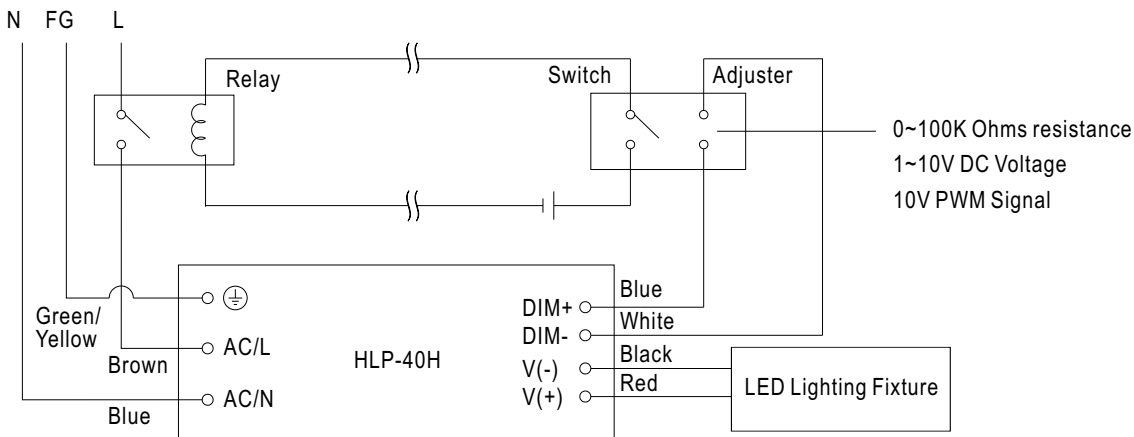 N FG L
Relay
Switch
Adjuster
0~100K Ohms resistance
1~10V DC Voltage
10V PWM Signal
Green/
Yellow
Brown
Blue
AC/L
AC/N
HLP-40H
DIM+
DIM-
V(-)
V(+)
Blue
White
Black
Red
LED Lighting Fixture